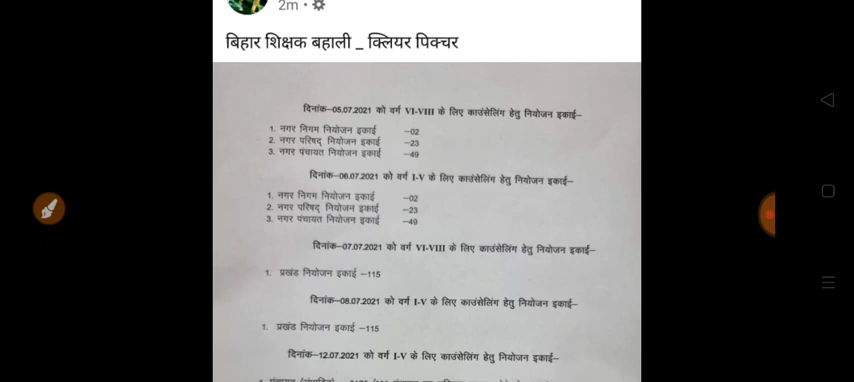 2m
बिहार शिक्षक बहाली _ क्लियर पिक्चर
दिनांक–05.07.2021 को वर्ग VI-VIII के लिए काउंसेलिंग हेतु नियोजन इकाई–
1. नगर निगम नियोजन इकाई –02
2. नगर परिषद् नियोजन इकाई –23
3. नगर पंचायत नियोजन इकाई –49
दिनांक–06.07.2021 को वर्ग I-V के लिए काउंसेलिंग हेतु नियोजन इकाई–
1. नगर निगम नियोजन इकाई –02
2. नगर परिषद् नियोजन इकाई –23
3. नगर पंचायत नियोजन इकाई –49
दिनांक–07.07.2021 को वर्ग VI-VIII के लिए काउंसेलिंग हेतु नियोजन इकाई–
1. प्रखंड नियोजन इकाई –115
दिनांक–08.07.2021 को वर्ग I-V के लिए काउंसेलिंग हेतु नियोजन इकाई–
1. प्रखंड नियोजन इकाई –115
दिनांक–12.07.2021 को वर्ग I-V के लिए काउंसेलिंग हेतु नियोजन इकाई–